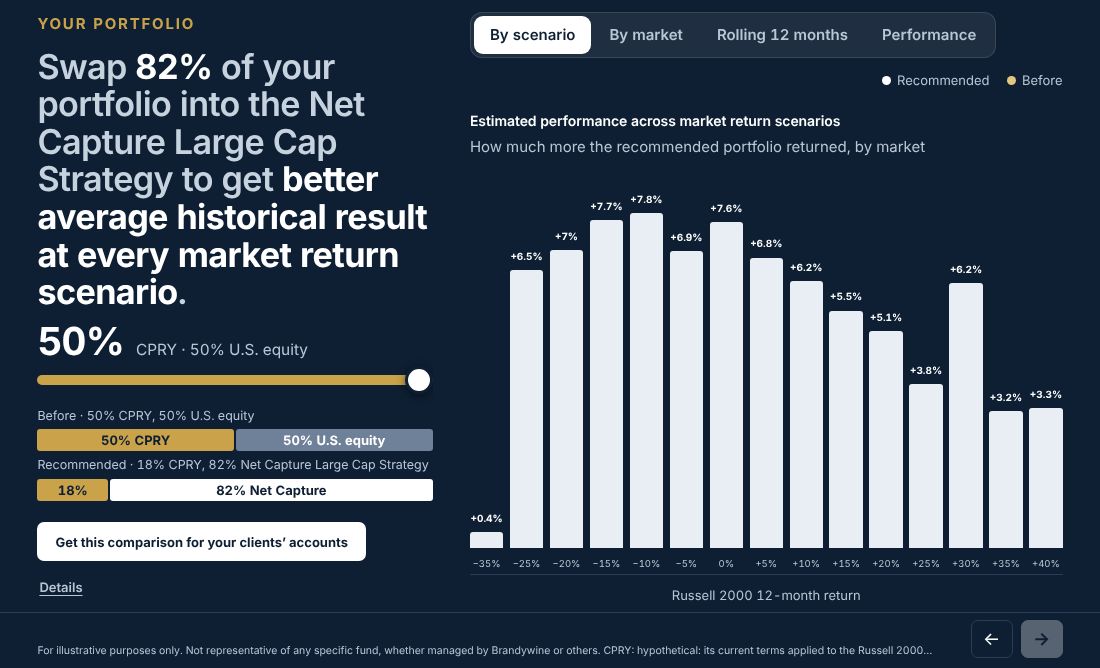 YOUR PORTFOLIO
Swap 82% of your
portfolio into the Net
Capture Large Cap
Strategy to get better
average historical result
at every market return
scenario.
50% CPRY · 50% U.S. equity
Before · 50% CPRY, 50% U.S. equity
50% CPRY 50% U.S. equity
Recommended · 18% CPRY, 82% Net Capture Large Cap Strategy
18% 82% Net Capture
Get this comparison for your clients’ accounts
Details
By scenario By market Rolling 12 months Performance
Recommended Before
Estimated performance across market return scenarios
How much more the recommended portfolio returned, by market
+0.4% +6.5% +7% +7.7% +7.8% +6.9% +7.6% +6.8% +6.2% +5.5% +5.1% +3.8% +6.2% +3.2% +3.3%
−35% −25% −20% −15% −10% −5% 0% +5% +10% +15% +20% +25% +30% +35% +40%
Russell 2000 12-month return
For illustrative purposes only. Not representative of any specific fund, whether managed by Brandywine or others. CPRY: hypothetical: its current terms applied to the Russell 2000...